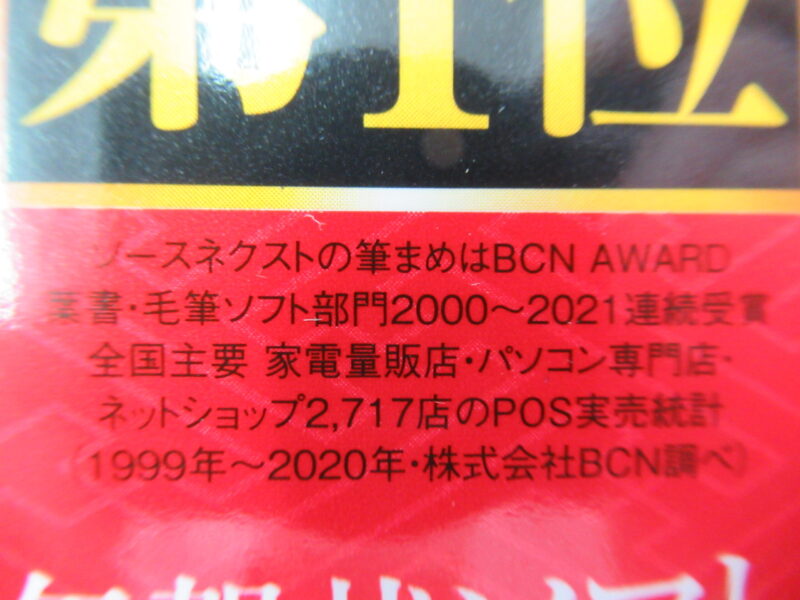 第1位
ソースネクストの筆まめはBCN AWARD
葉書・毛筆ソフト部門2000～2021連続受賞
全国主要 家電量販店・パソコン専門店・
ネットショップ2,717店のPOS実売統計
(1999年～2020年・株式会社BCN調べ)